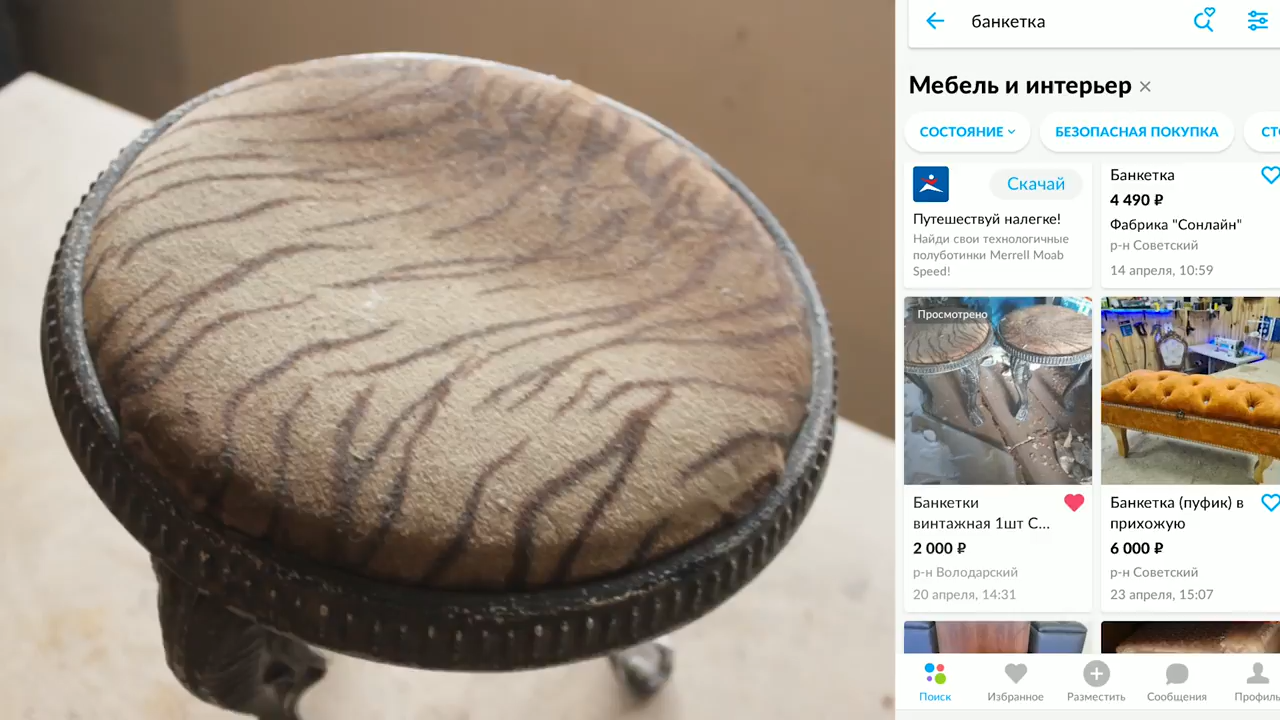 банкетка
Мебель и интерьер
СОСТОЯНИЕ
БЕЗОПАСНАЯ ПОКУПКА
Скачай
Путешествуй налегке!
Найди свои технологичные
полуботинки Merrell Moab
Speed!
Банкетка
4 490 ₽
Фабрика "Сонлайн"
р-н Советский
14 апреля, 10:59
Просмотрено
Банкетки
винтажная 1шт С...
2 000 ₽
р-н Володарский
20 апреля, 14:31
Банкетка (пуфик) в
прихожую
6 000 ₽
р-н Советский
23 апреля, 15:07
Поиск
Избранное
Разместить
Сообщения